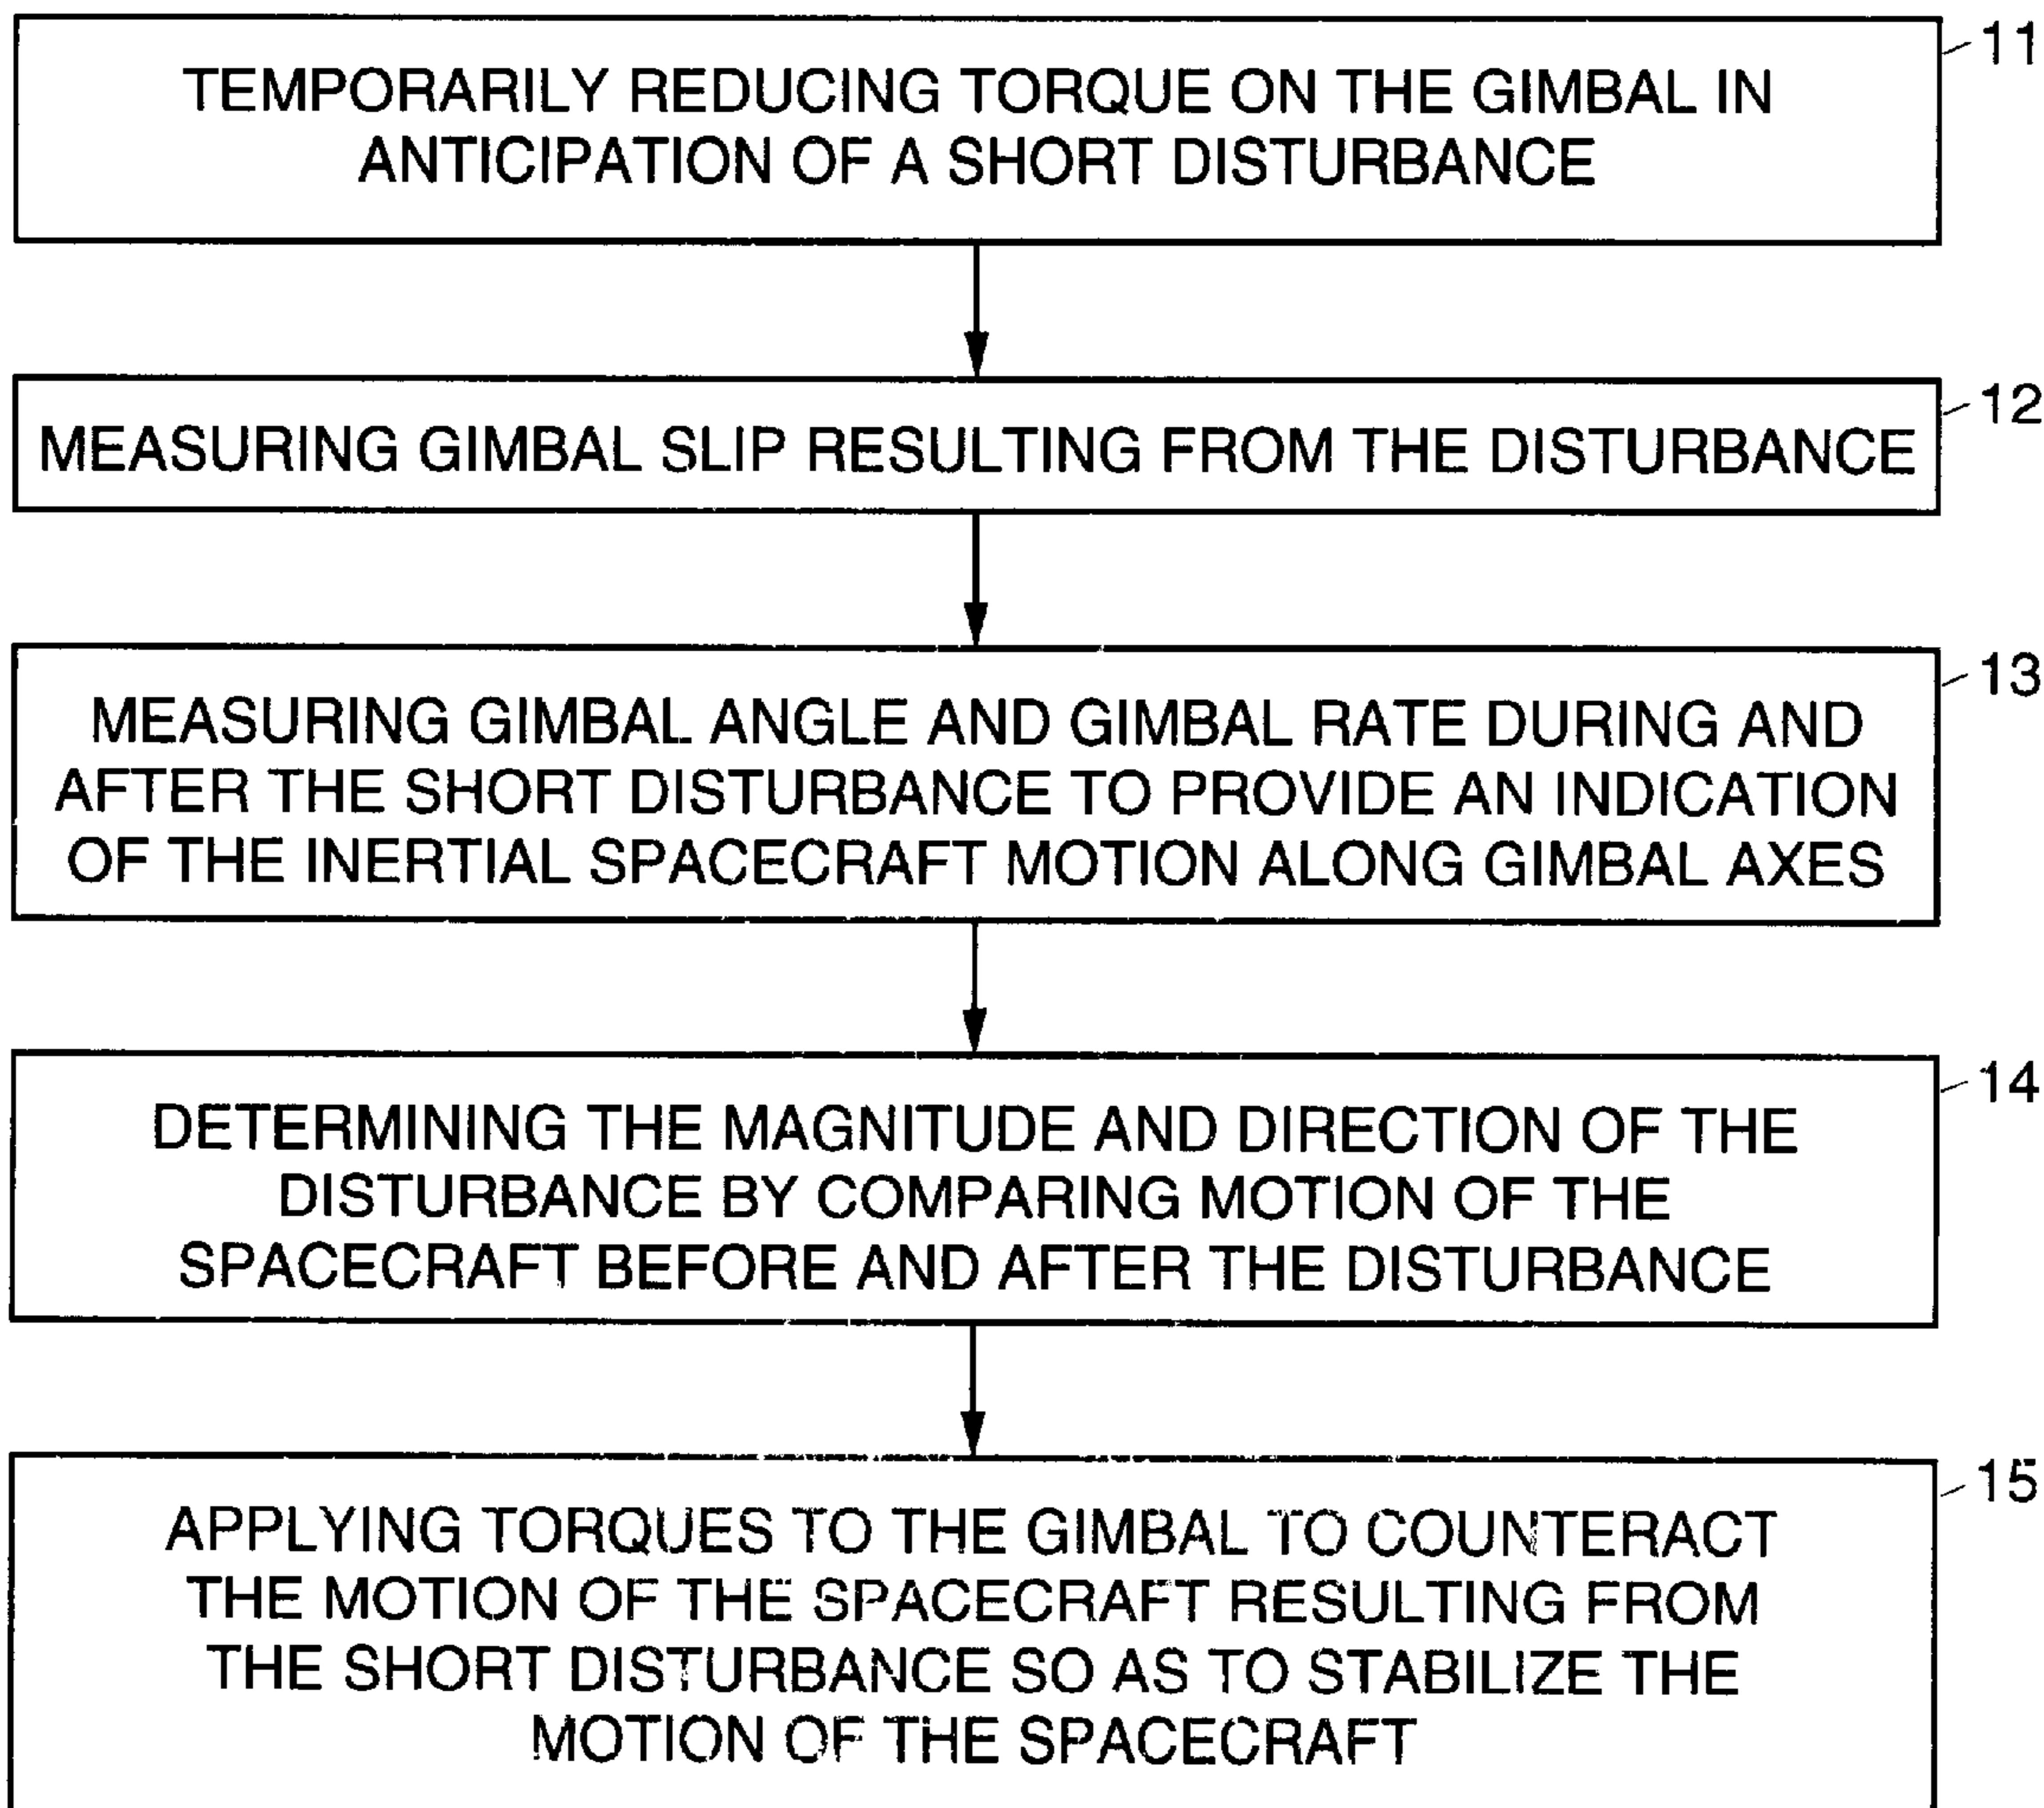 11
TEMPORARILY REDUCING TORQUE ON THE GIMBAL IN
ANTICIPATION OF A SHORT DISTURBANCE
12
MEASURING GIMBAL SLIP RESULTING FROM THE DISTURBANCE
13
MEASURING GIMBAL ANGLE AND GIMBAL RATE DURING AND
AFTER THE SHORT DISTURBANCE TO PROVIDE AN INDICATION
OF THE INERTIAL SPACECRAFT MOTION ALONG GIMBAL AXES
14
DETERMINING THE MAGNITUDE AND DIRECTION OF THE
DISTURBANCE BY COMPARING MOTION OF THE
SPACECRAFT BEFORE AND AFTER THE DISTURBANCE
15
APPLYING TORQUES TO THE GIMBAL TO COUNTERACT
THE MOTION OF THE SPACECRAFT RESULTING FROM
THE SHORT DISTURBANCE SO AS TO STABILIZE THE
MOTION OF THE SPACECRAFT